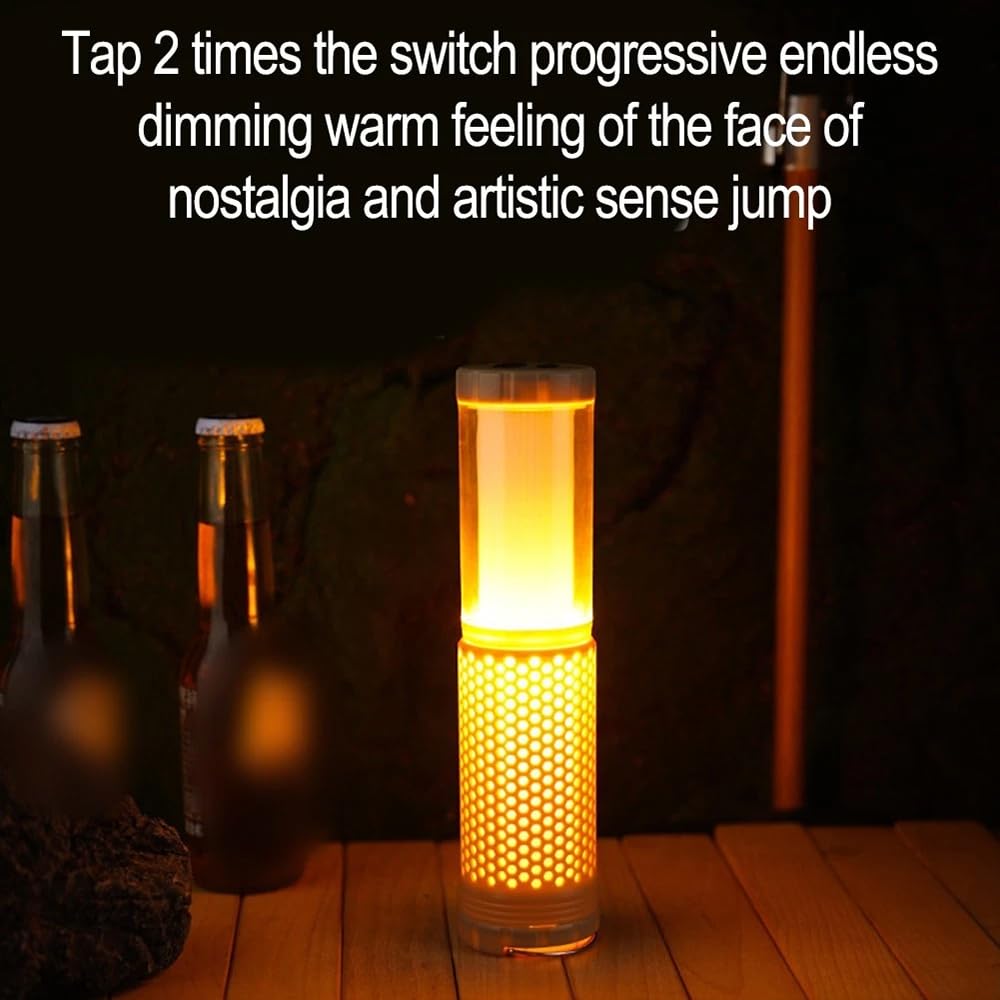 Tap 2 times the switch progressive endless
dimming warm feeling of the face of
nostalgia and artistic sense jump